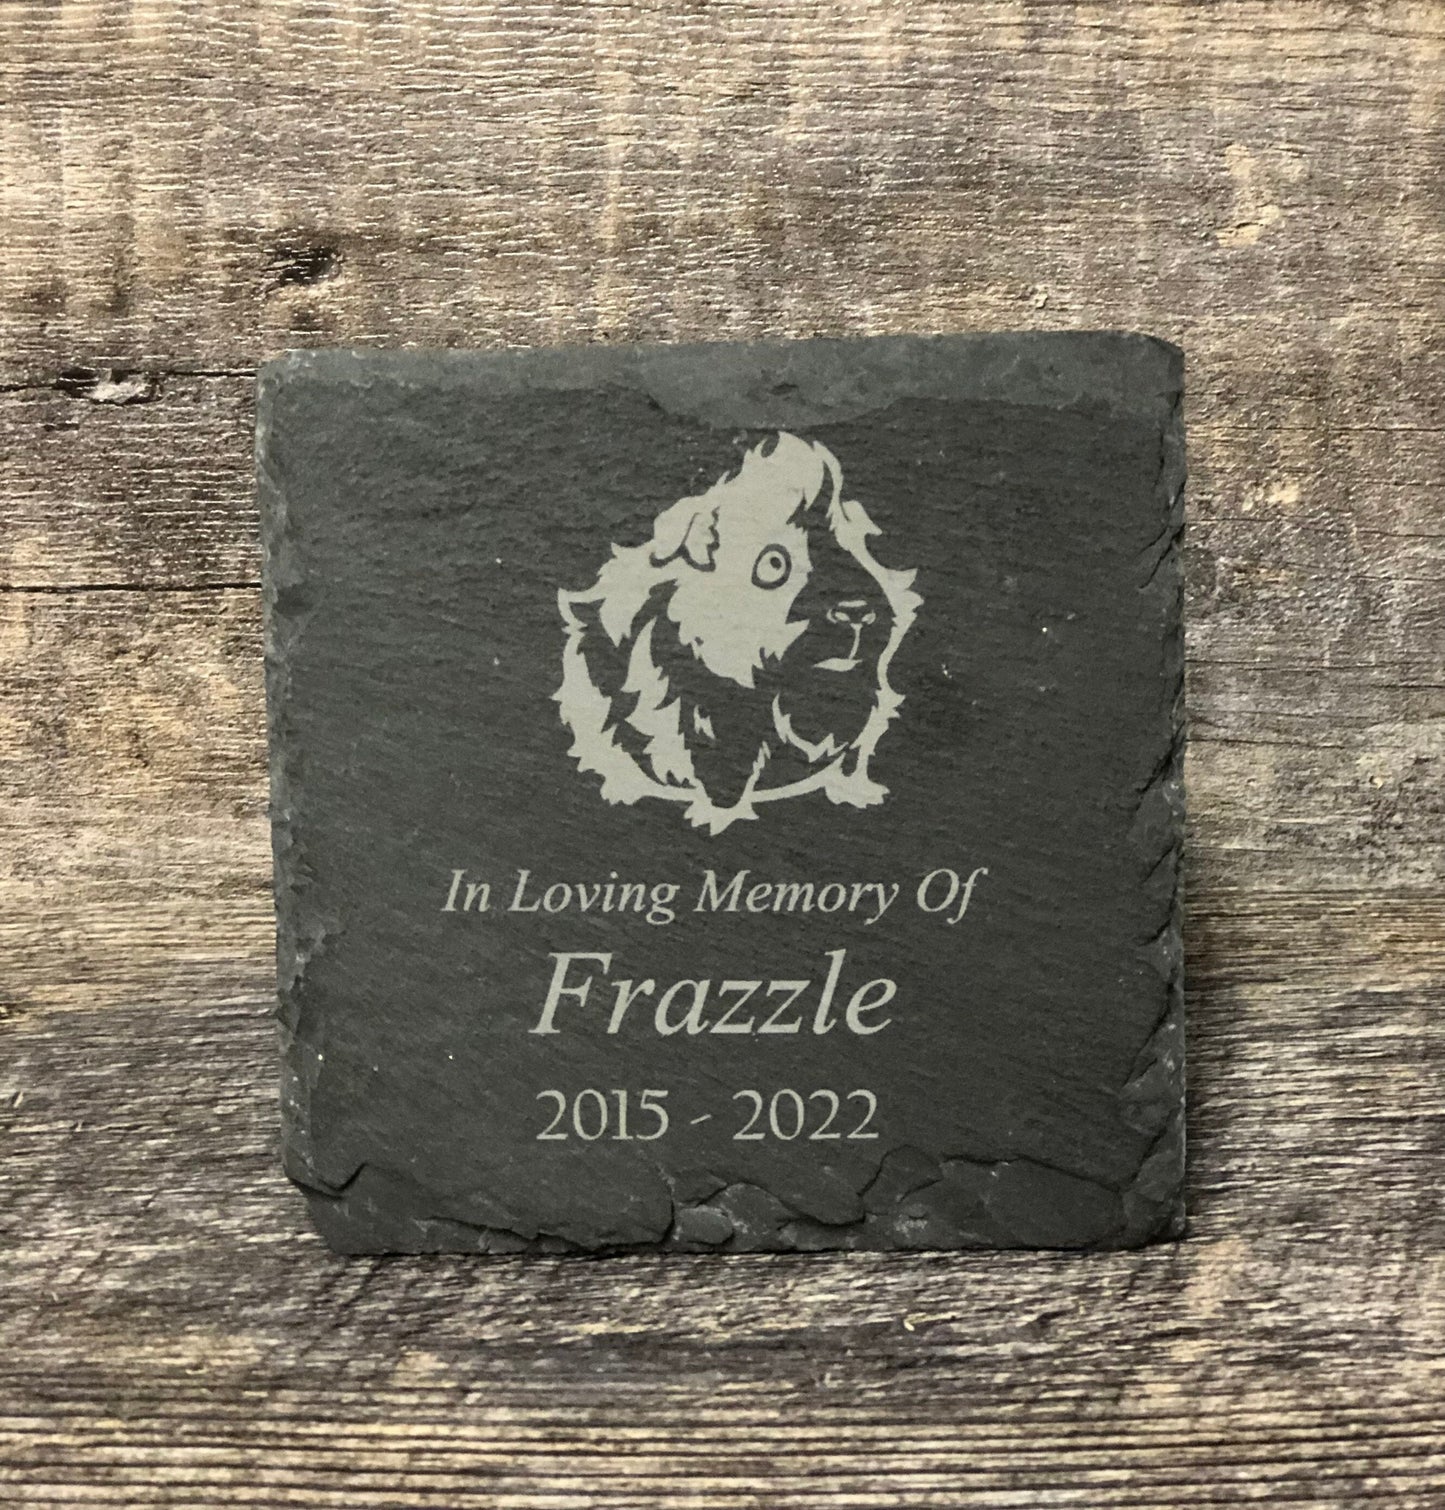 In Loving Memory Of
Frazzle
2015 - 2022